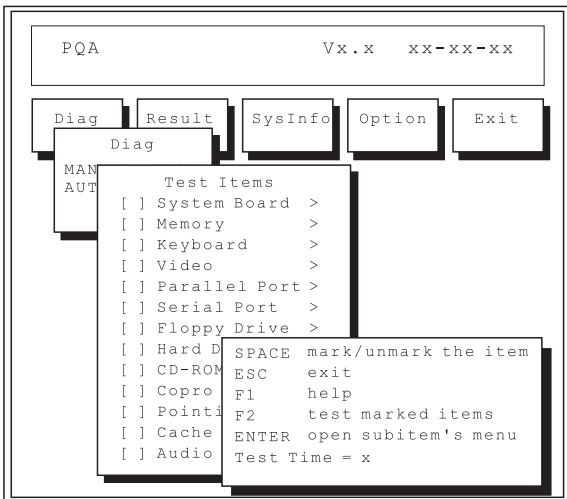 PQA Vx.x xx-xx-xx
Diag Result SysInfo Option Exit
Diag
MAN
AUT
Test Items
[ ] System Board >
[ ] Memory >
[ ] Keyboard >
[ ] Video >
[ ] Parallel Port >
[ ] Serial Port >
[ ] Floppy Drive >
[ ] Hard D
[ ] CD-ROM
[ ] Copro
[ ] Pointi
[ ] Cache
[ ] Audio
SPACE mark/unmark the item
ESC exit
F1 help
F2 test marked items
ENTER open subitem's menu
Test Time = x